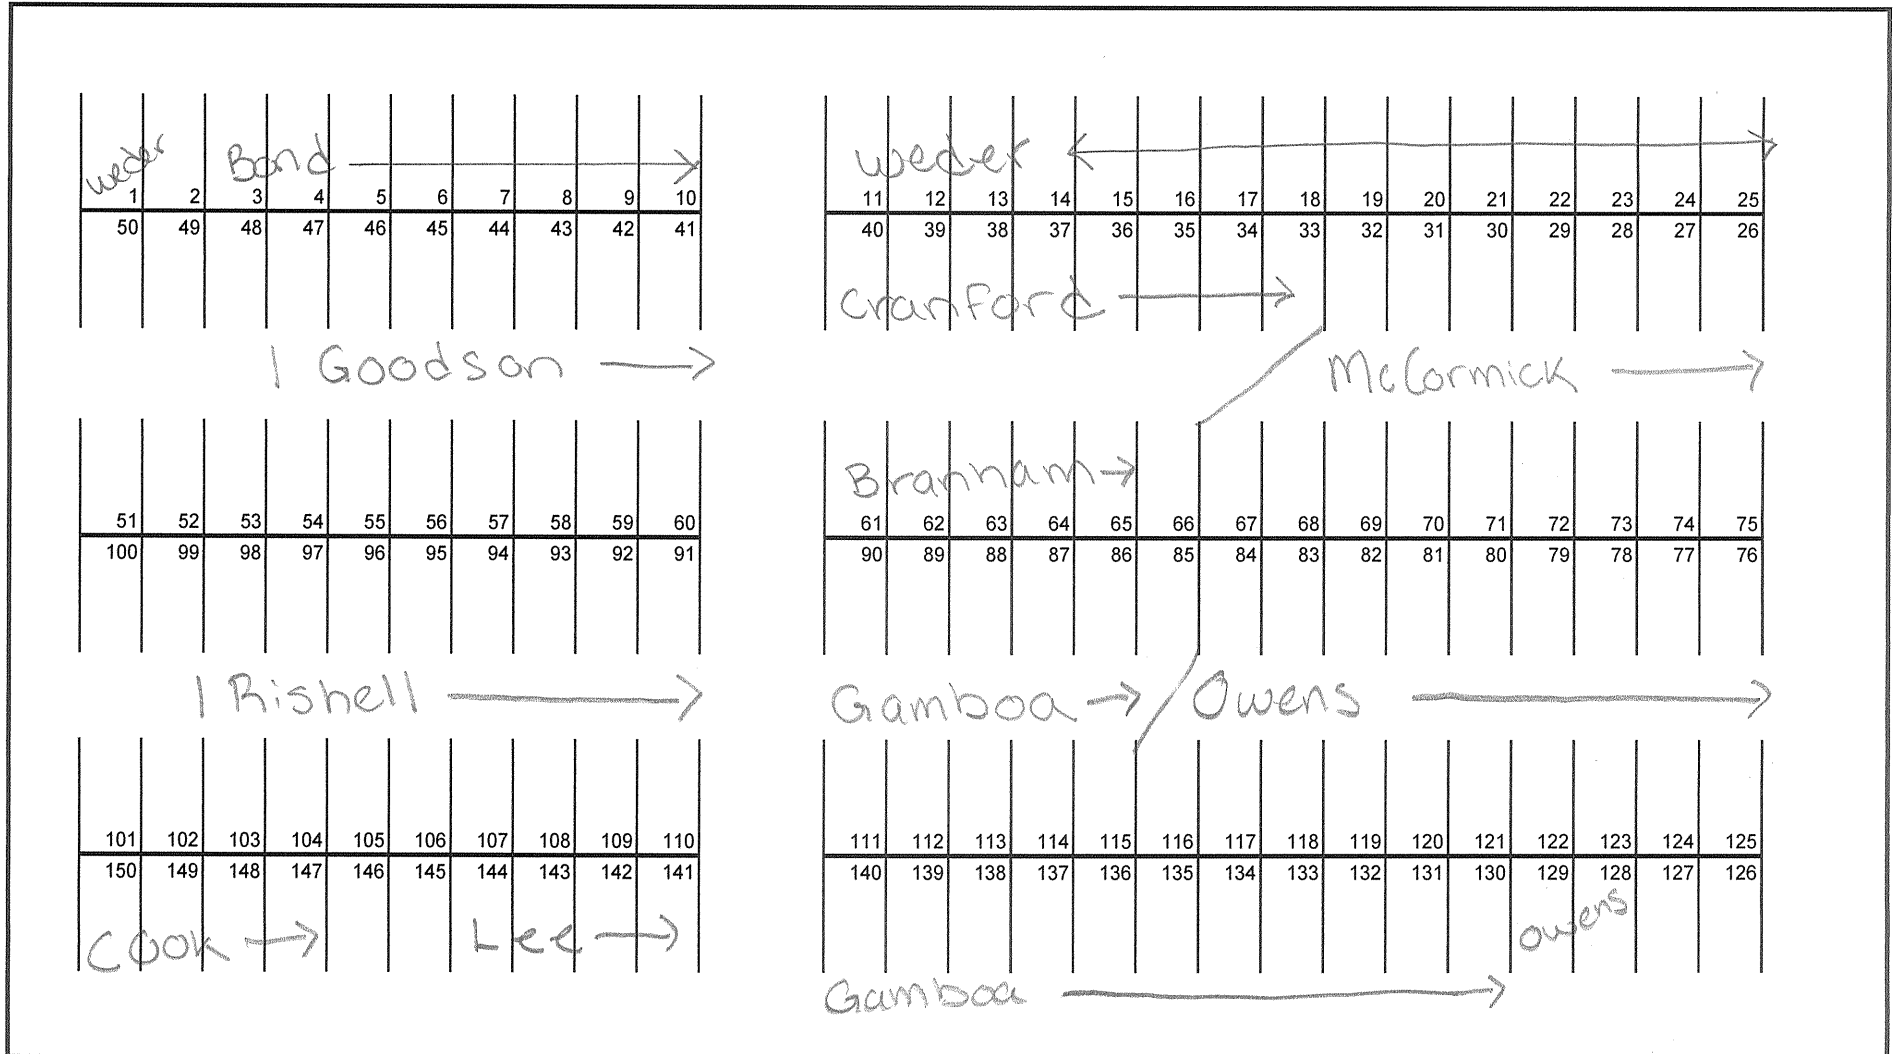 weder Bond weder
1 2 3 4 5 6 7 8 9 10 11 12 13 14 15 16 17 18 19 20 21 22 23 24 25
50 49 48 47 46 45 44 43 42 41 40 39 38 37 36 35 34 33 32 31 30 29 28 27 26
Cranford
Goodson McCormick
Branham
51 52 53 54 55 56 57 58 59 60 61 62 63 64 65 66 67 68 69 70 71 72 73 74 75
100 99 98 97 96 95 94 93 92 91 90 89 88 87 86 85 84 83 82 81 80 79 78 77 76
Rishell Gamboa Owens
101 102 103 104 105 106 107 108 109 110 111 112 113 114 115 116 117 118 119 120 121 122 123 124 125
150 149 148 147 146 145 144 143 142 141 140 139 138 137 136 135 134 133 132 131 130 129 128 127 126
Cook Lee owens
Gamboa